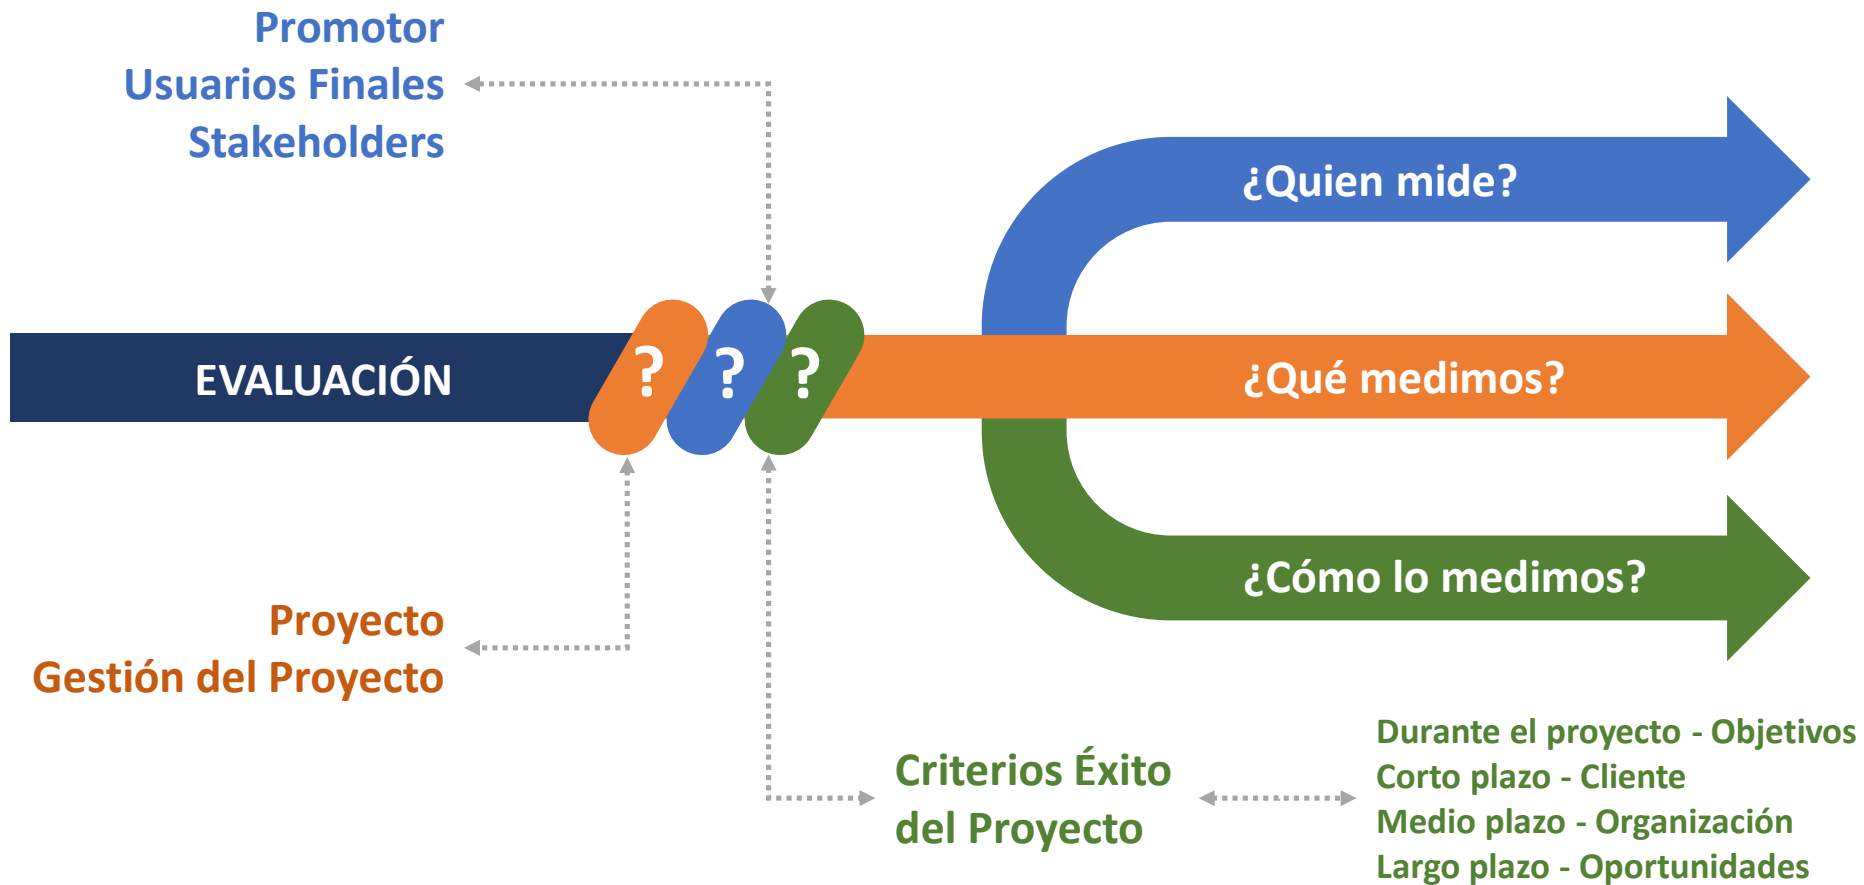 Promotor
Usuarios Finales
Stakeholders
¿Quien mide?
EVALUACIÓN
?
?
?
¿Qué medimos?
¿Cómo lo medimos?
Proyecto
Gestión del Proyecto
Criterios Éxito
del Proyecto
Durante el proyecto - Objetivos
Corto plazo - Cliente
Medio plazo - Organización
Largo plazo - Oportunidades